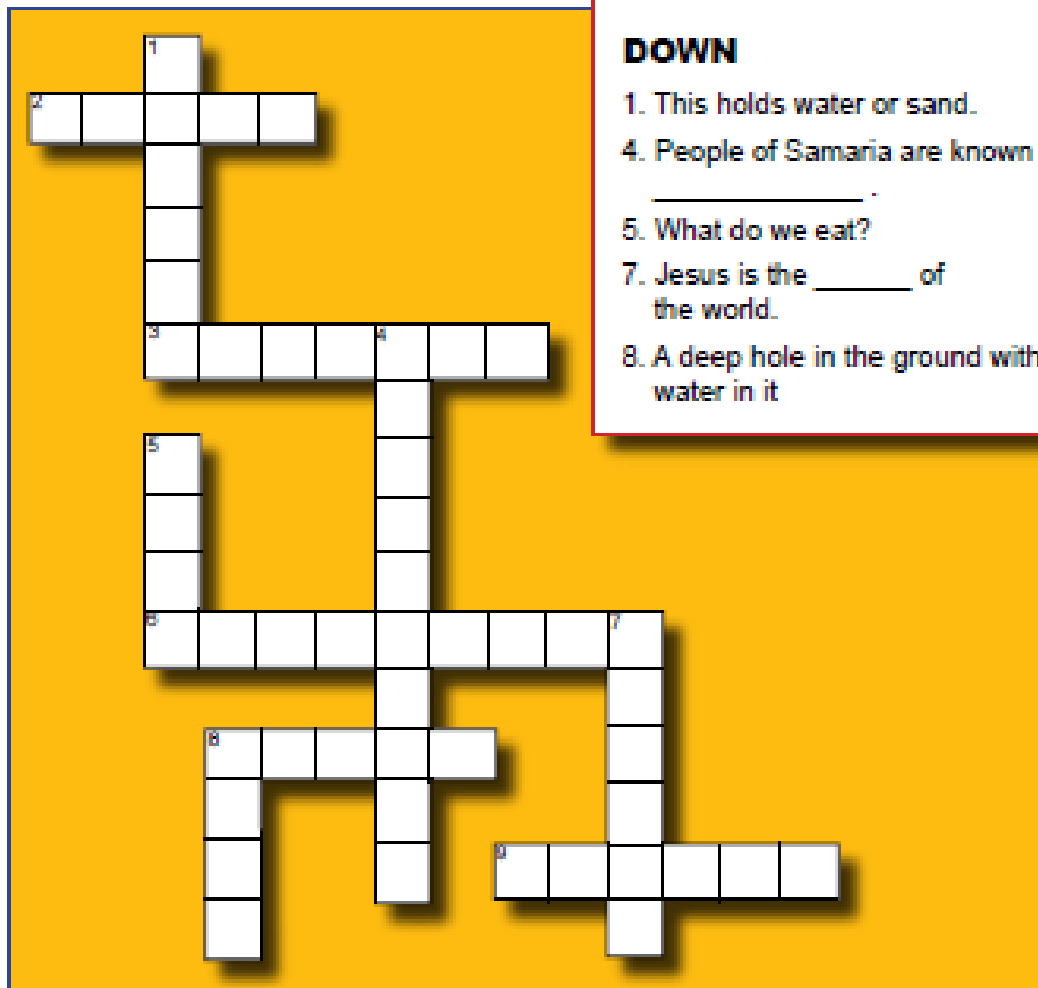 1
2
3
4
5
6
7
8
9
DOWN
1. This holds water or sand.
4. People of Samaria are known
_____________ .
5. What do we eat?
7. Jesus is the ______ of
the world.
8. A deep hole in the ground with
water in it